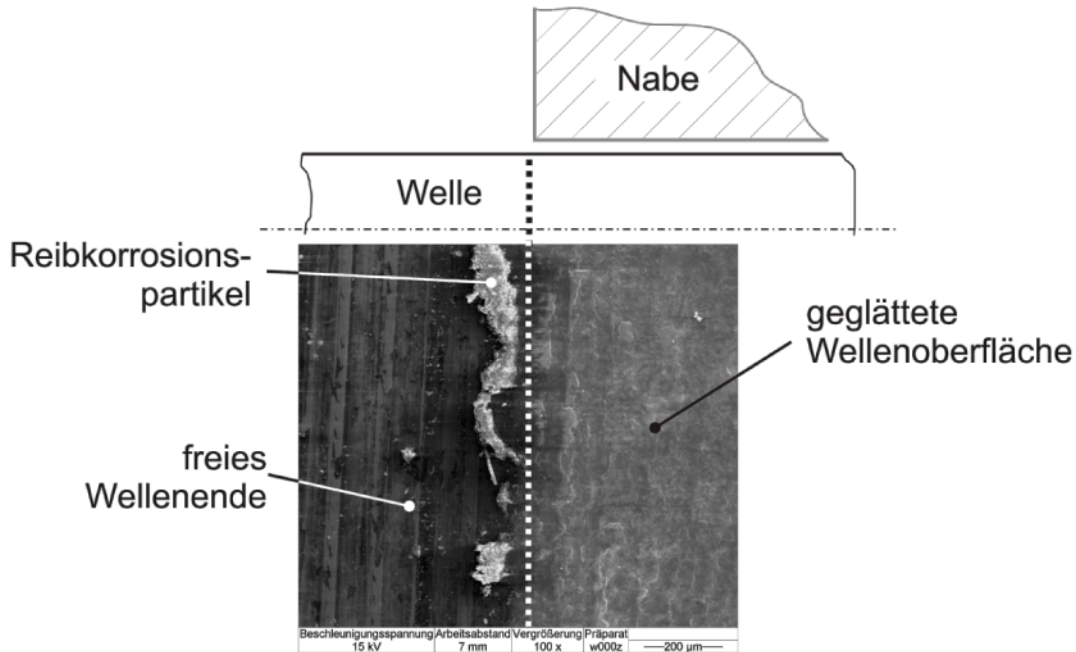 Nabe
Welle
Reibkorrosions-
partikel
geglättete
Wellenoberfläche
freies
Wellenende
Beschleunigungsspannung Arbeitsabstand Vergrößerung Präparat
15 kV 7 mm 100 x w000z 200 µm